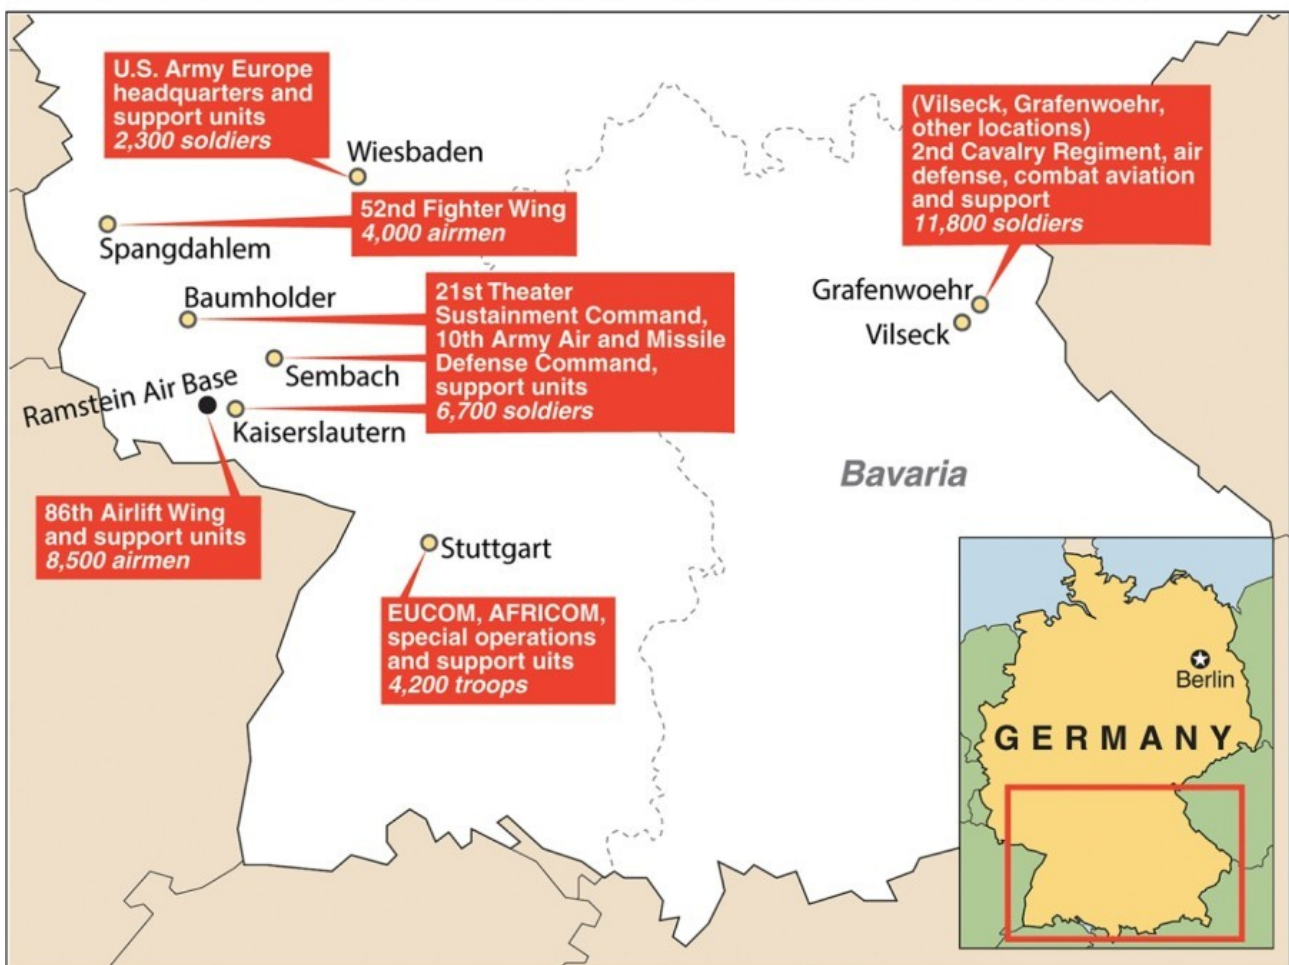 U.S. Army Europe
headquarters and
support units
2,300 soldiers
Wiesbaden
(Vilseck, Grafenwoehr,
other locations)
2nd Cavalry Regiment, air
defense, combat aviation
and support
11,800 soldiers
52nd Fighter Wing
4,000 airmen
Spangdahlem
Baumholder
21st Theater
Sustainment Command,
10th Army Air and Missile
Defense Command,
support units
6,700 soldiers
Grafenwoehr
Vilseck
Sembach
Ramstein Air Base
Kaiserslautern
Bavaria
86th Airlift Wing
and support units
8,500 airmen
Stuttgart
EUCOM, AFRICOM,
special operations
and support uits
4,200 troops
Berlin
GERMANY